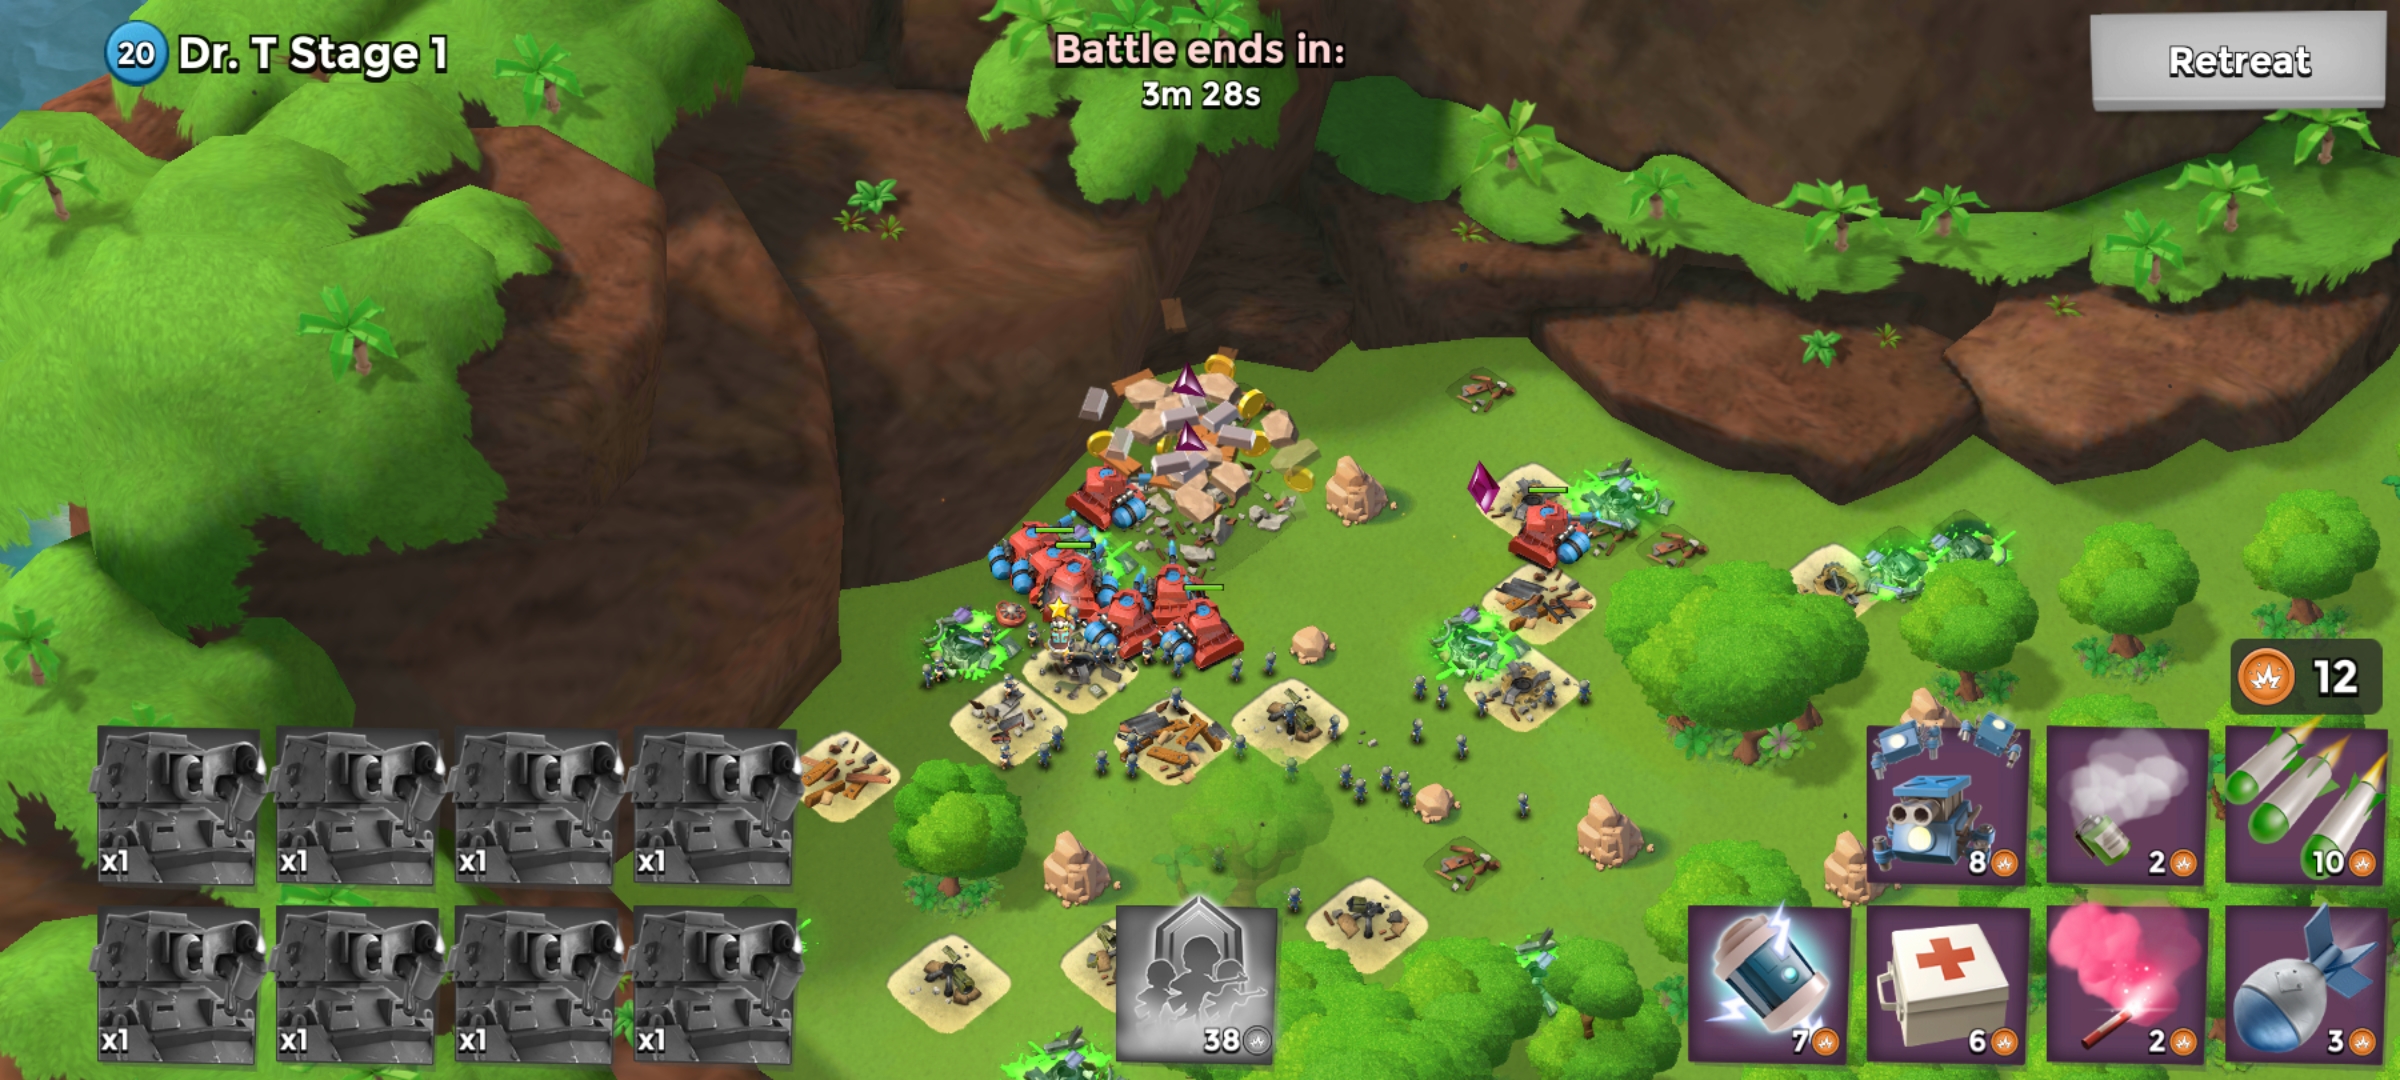 20 Dr. T Stage 1
Battle ends in:
3m 28s
Retreat
12
8
2
10
x1
x1
x1
x1
x1
x1
x1
x1
38
7
6
2
3